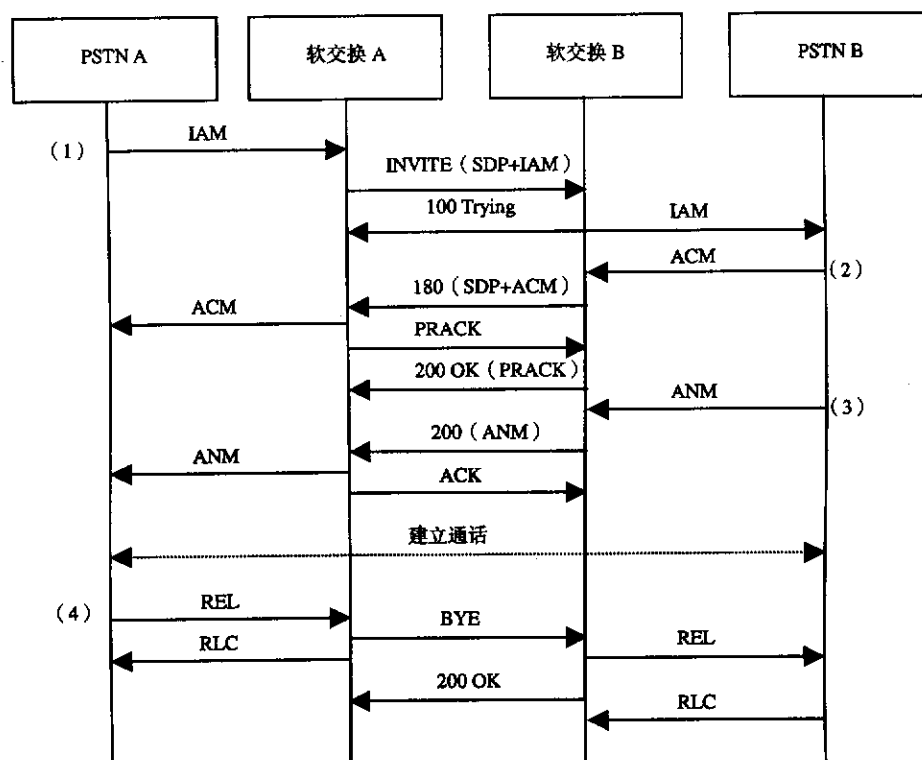 PSTN A
软交换 A
软交换 B
PSTN B
(1)
IAM
INVITE(SDP+IAM)
100 Trying
IAM
ACM
(2)
180(SDP+ACM)
ACM
PRACK
200 OK(PRACK)
ANM
(3)
200(ANM)
ANM
ACK
建立通话
(4)
REL
BYE
RLC
REL
200 OK
RLC